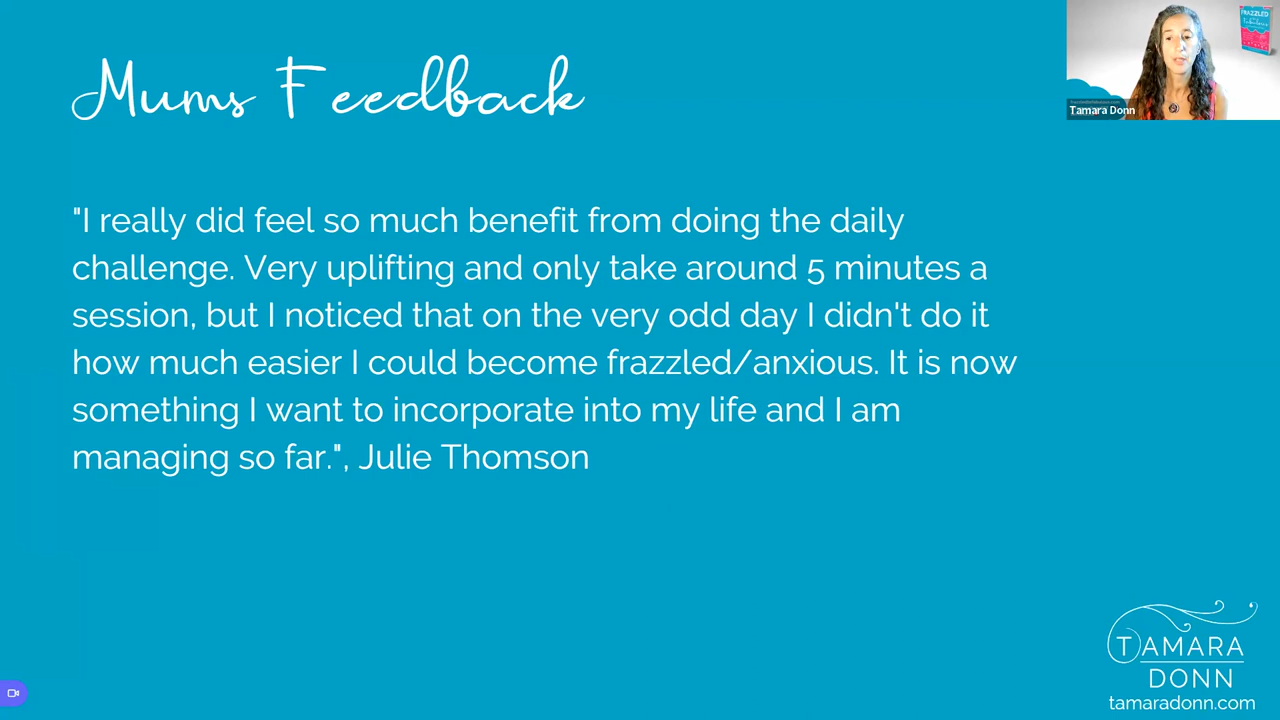 Mums Feedback
FRAZZLED
Tamara Donn
"I really did feel so much benefit from doing the daily
challenge. Very uplifting and only take around 5 minutes a
session, but I noticed that on the very odd day I didn't do it
how much easier I could become frazzled/anxious. It is now
something I want to incorporate into my life and I am
managing so far.", Julie Thomson
TAMARA
DONN
tamaradonn.com